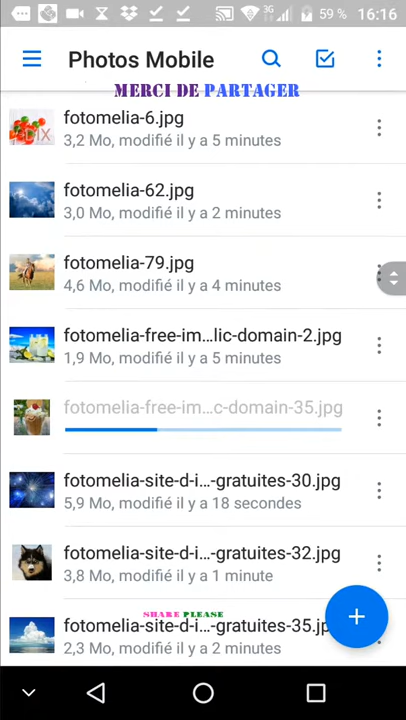 3G 59 % 16:16
Photos Mobile
MERCI DE PARTAGER
fotomelia-6.jpg
3,2 Mo, modifié il y a 5 minutes
fotomelia-62.jpg
3,0 Mo, modifié il y a 2 minutes
fotomelia-79.jpg
4,6 Mo, modifié il y a 4 minutes
fotomelia-free-im...lic-domain-2.jpg
1,9 Mo, modifié il y a 5 minutes
fotomelia-free-im...c-domain-35.jpg
fotomelia-site-d-i...-gratuites-30.jpg
5,9 Mo, modifié il y a 18 secondes
fotomelia-site-d-i...-gratuites-32.jpg
3,8 Mo, modifié il y a 1 minute
SHARE PLEASE
fotomelia-site-d-i...-gratuites-35.jp
2,3 Mo, modifié il y a 2 minutes